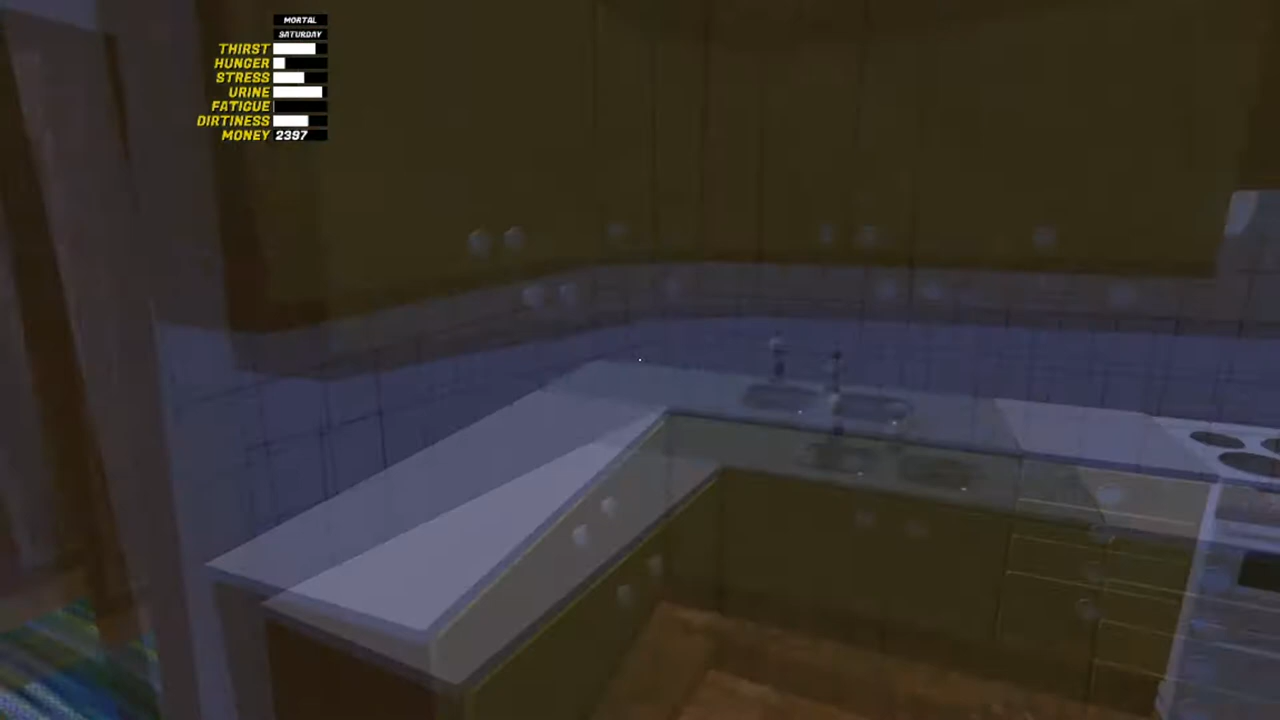 MORTAL
SATURDAY
THIRST
HUNGER
STRESS
URINE
FATIGUE
DIRTINESS
MONEY 2397